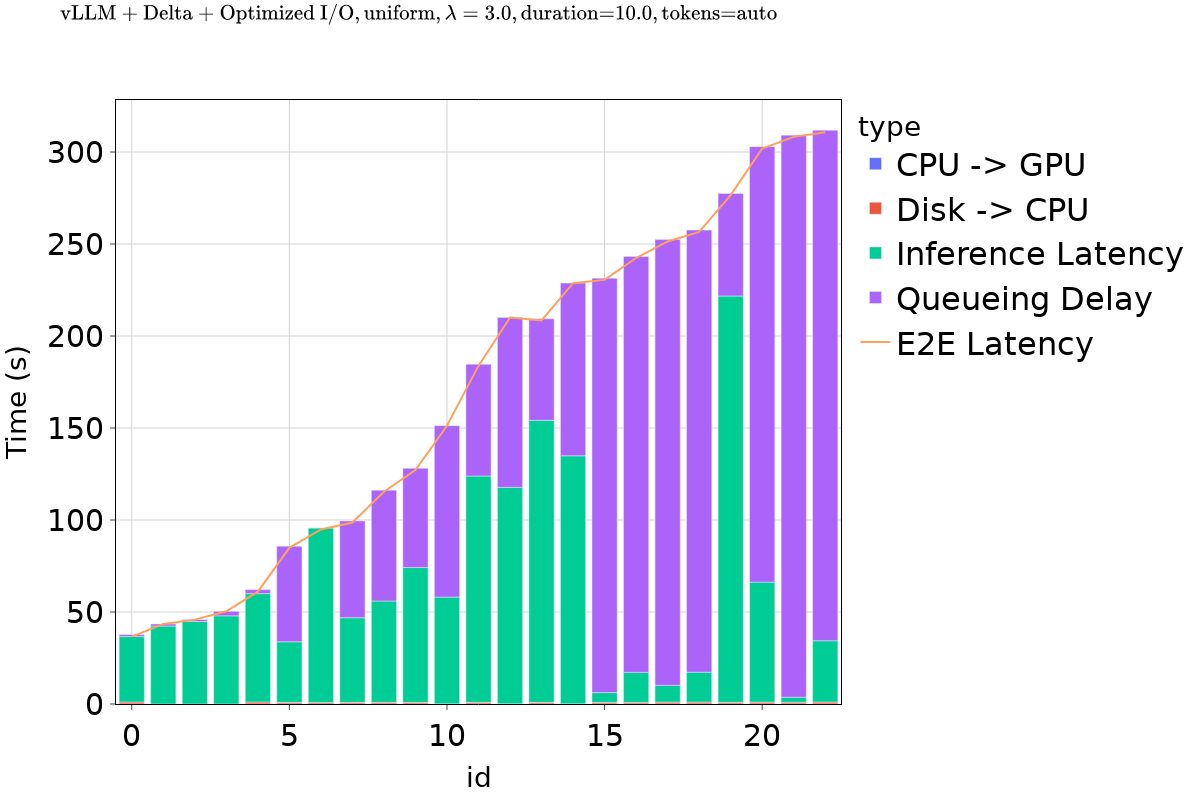 vLLM + Delta + Optimized I/O, uniform, λ = 3.0, duration=10.0, tokens=auto
type
CPU -> GPU
Disk -> CPU
Inference Latency
Queueing Delay
E2E Latency
Time (s)
300
250
200
150
100
50
0
0 5 10 15 20
id